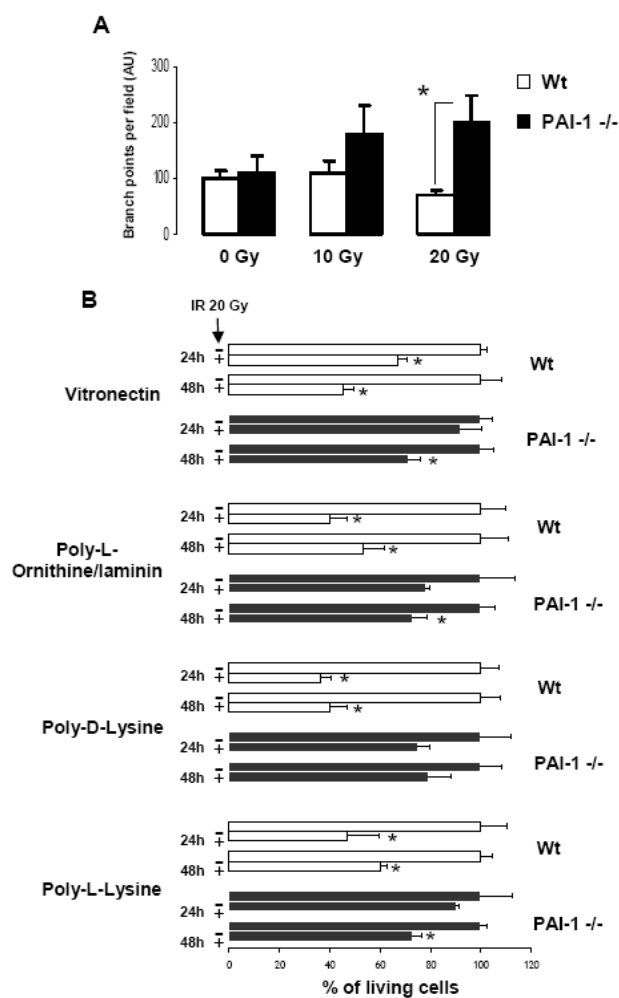 A
Branch points per field (AU)
300
200
100
0
*
Wt
PAI-1 -/-
0 Gy
10 Gy
20 Gy
B
IR 20 Gy
Vitronectin
24h - +
*
48h - +
*
Wt
24h - +
48h - +
*
PAI-1 -/-
Poly-L-
Ornithine/laminin
24h - +
*
48h - +
*
Wt
24h - +
48h - +
*
PAI-1 -/-
Poly-D-Lysine
24h - +
*
48h - +
*
Wt
24h - +
48h - +
PAI-1 -/-
Poly-L-Lysine
24h - +
*
48h - +
*
Wt
24h - +
48h - +
*
PAI-1 -/-
0 20 40 60 80 100 120
% of living cells